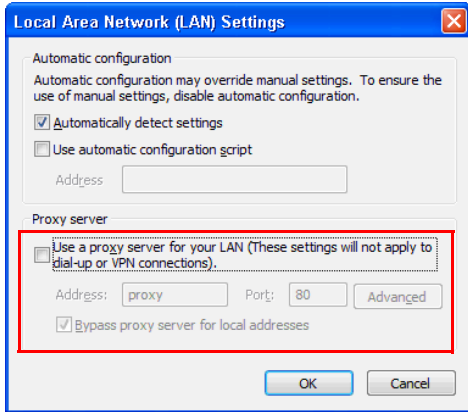 Local Area Network (LAN) Settings
Automatic configuration
Automatic configuration may override manual settings. To ensure the
use of manual settings, disable automatic configuration.
Automatically detect settings
Use automatic configuration script
Address
Proxy server
Use a proxy server for your LAN (These settings will not apply to
dial-up or VPN connections).
Address: proxy Port: 80 Advanced
Bypass proxy server for local addresses
OK Cancel